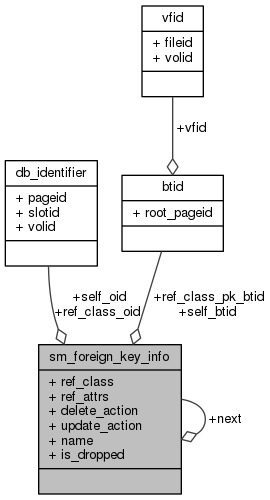 vfid
+ fileid
+ volid
+vfid
db_identifier
+ pageid
+ slotid
+ volid
btid
+ root_pageid
+self_oid
+ref_class_oid
+ref_class_pk_btid
+self_btid
sm_foreign_key_info
+ ref_class
+ ref_attrs
+ delete_action
+ update_action
+ name
+ is_dropped
+next